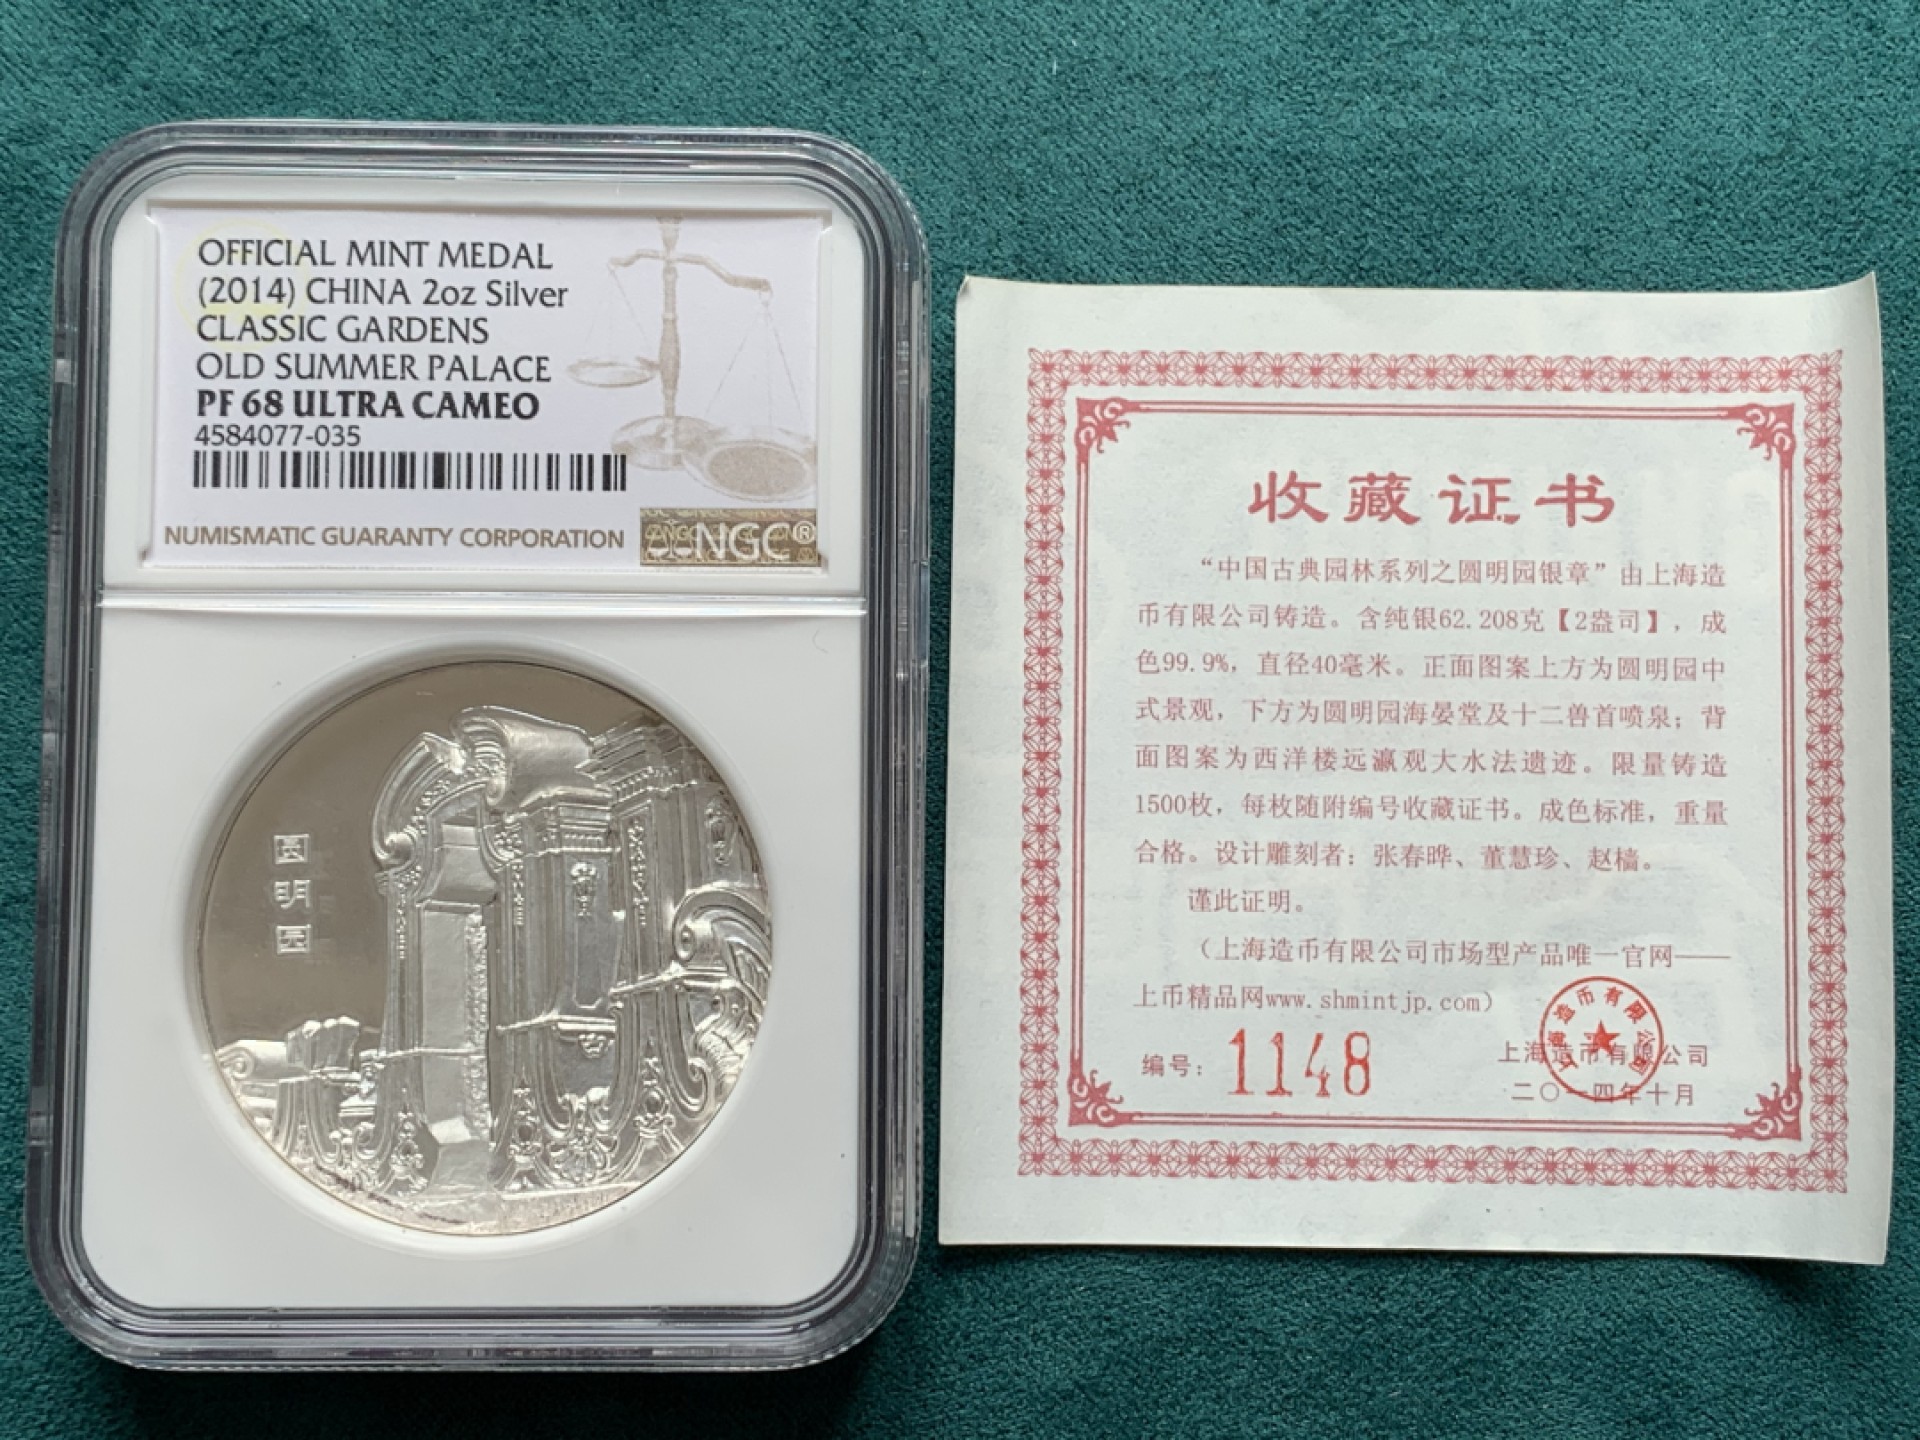 OFFICIAL MINT MEDAL
(2014) CHINA 2oz Silver
CLASSIC GARDENS
OLD SUMMER PALACE
PF 68 ULTRA CAMEO
4584077-035
NUMISMATIC GUARANTY CORPORATION
NGC®
圆
明
园
收藏证书
“中国古典园林系列之圆明园银章”由上海造
币有限公司铸造。含纯银62.208克【2盎司】，成
色99.9%，直径40毫米。正面图案上方为圆明园中
式景观，下方为圆明园海晏堂及十二兽首喷泉；背
面图案为西洋楼远瀛观大水法遗迹。限量铸造
1500枚，每枚随附编号收藏证书。成色标准，重量
合格。设计雕刻者：张春晔、董慧珍、赵樯。
谨此证明。
（上海造币有限公司市场型产品唯一官网——
上币精品网www.shmintjp.com）
编号：1148
上海造币有限公司
上海造币有限公司
二〇一四年十月